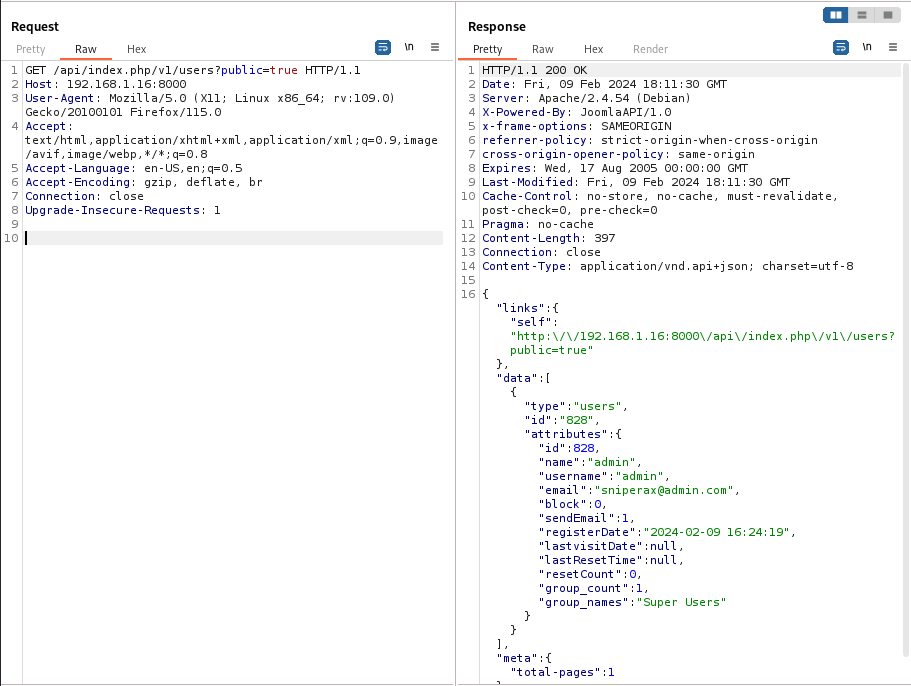 Request
Pretty Raw Hex
\n
1 GET /api/index.php/v1/users?public=true HTTP/1.1
2 Host: 192.168.1.16:8000
3 User-Agent: Mozilla/5.0 (X11; Linux x86_64; rv:109.0)
Gecko/20100101 Firefox/115.0
4 Accept:
text/html,application/xhtml+xml,application/xml;q=0.9,image
/avif,image/webp,*/*;q=0.8
5 Accept-Language: en-US,en;q=0.5
6 Accept-Encoding: gzip, deflate, br
7 Connection: close
8 Upgrade-Insecure-Requests: 1
9
10
Response
Pretty Raw Hex Render
\n
1 HTTP/1.1 200 OK
2 Date: Fri, 09 Feb 2024 18:11:30 GMT
3 Server: Apache/2.4.54 (Debian)
4 X-Powered-By: JoomlaAPI/1.0
5 x-frame-options: SAMEORIGIN
6 referrer-policy: strict-origin-when-cross-origin
7 cross-origin-opener-policy: same-origin
8 Expires: Wed, 17 Aug 2005 00:00:00 GMT
9 Last-Modified: Fri, 09 Feb 2024 18:11:30 GMT
10 Cache-Control: no-store, no-cache, must-revalidate,
post-check=0, pre-check=0
11 Pragma: no-cache
12 Content-Length: 397
13 Connection: close
14 Content-Type: application/vnd.api+json; charset=utf-8
15
16 {
"links":{
"self":
"http:\/\/192.168.1.16:8000\/api\/index.php\/v1\/users?
public=true"
},
"data":[
{
"type":"users",
"id":"828",
"attributes":{
"id":828,
"name":"admin",
"username":"admin",
"email":"sniperax@admin.com",
"block":0,
"sendEmail":1,
"registerDate":"2024-02-09 16:24:19",
"lastvisitDate":null,
"lastResetTime":null,
"resetCount":0,
"group_count":1,
"group_names":"Super Users"
}
}
],
"meta":{
"total-pages":1